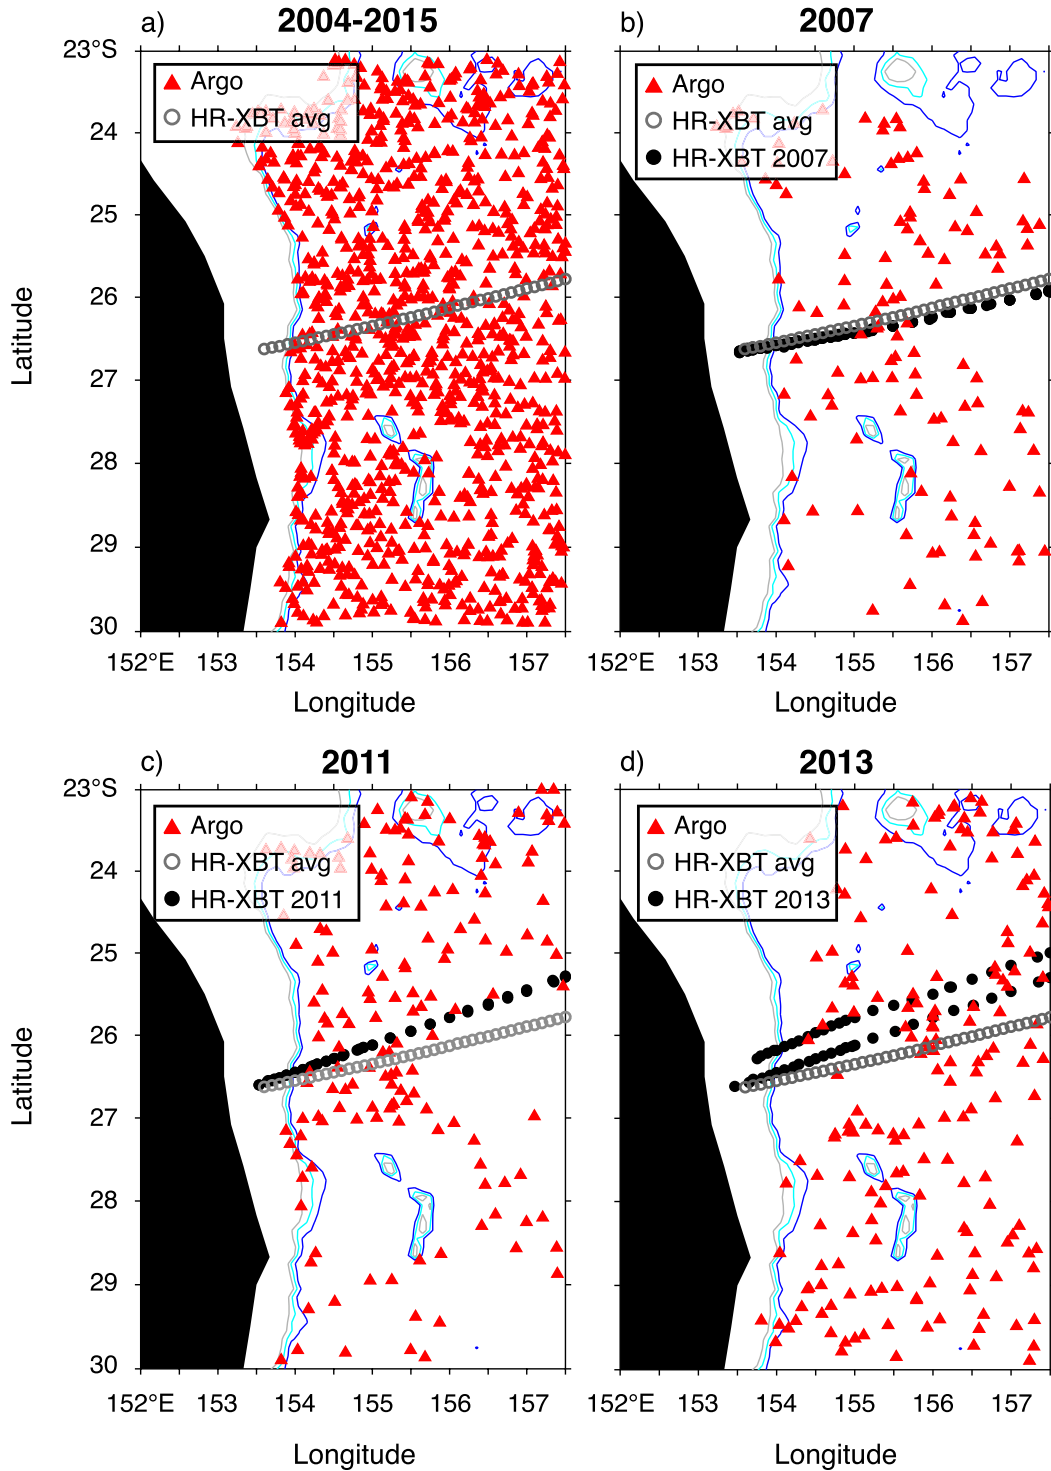 a) 2004-2015
23°S
24
25
26
27
28
29
30
152°E 153 154 155 156 157
Latitude
Longitude
Argo
HR-XBT avg
b) 2007
152°E 153 154 155 156 157
Longitude
Argo
HR-XBT avg
HR-XBT 2007
c) 2011
23°S
24
25
26
27
28
29
30
152°E 153 154 155 156 157
Latitude
Longitude
Argo
HR-XBT avg
HR-XBT 2011
d) 2013
152°E 153 154 155 156 157
Longitude
Argo
HR-XBT avg
HR-XBT 2013